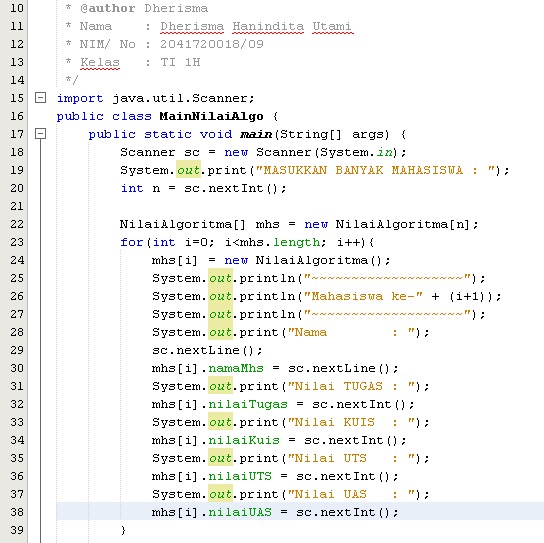 10 * @author Dherisma
11 * Nama    : Dherisma Hanindita Utami
12 * NIM/ No : 2041720018/09
13 * Kelas   : TI 1H
14 */
15 import java.util.Scanner;
16 public class MainNilaiAlgo {
17     public static void main(String[] args) {
18         Scanner sc = new Scanner(System.in);
19         System.out.print("MASUKKAN BANYAK MAHASISWA : ");
20         int n = sc.nextInt();
21
22         NilaiAlgoritma[] mhs = new NilaiAlgoritma[n];
23         for(int i=0; i<mhs.length; i++){
24             mhs[i] = new NilaiAlgoritma();
25             System.out.println("~~~~~~~~~~~~~~~~~~~");
26             System.out.println("Mahasiswa ke-" + (i+1));
27             System.out.println("~~~~~~~~~~~~~~~~~~~");
28             System.out.print("Nama        : ");
29             sc.nextLine();
30             mhs[i].namaMhs = sc.nextLine();
31             System.out.print("Nilai TUGAS : ");
32             mhs[i].nilaiTugas = sc.nextInt();
33             System.out.print("Nilai KUIS  : ");
34             mhs[i].nilaiKuis = sc.nextInt();
35             System.out.print("Nilai UTS   : ");
36             mhs[i].nilaiUTS = sc.nextInt();
37             System.out.print("Nilai UAS   : ");
38             mhs[i].nilaiUAS = sc.nextInt();
39         }